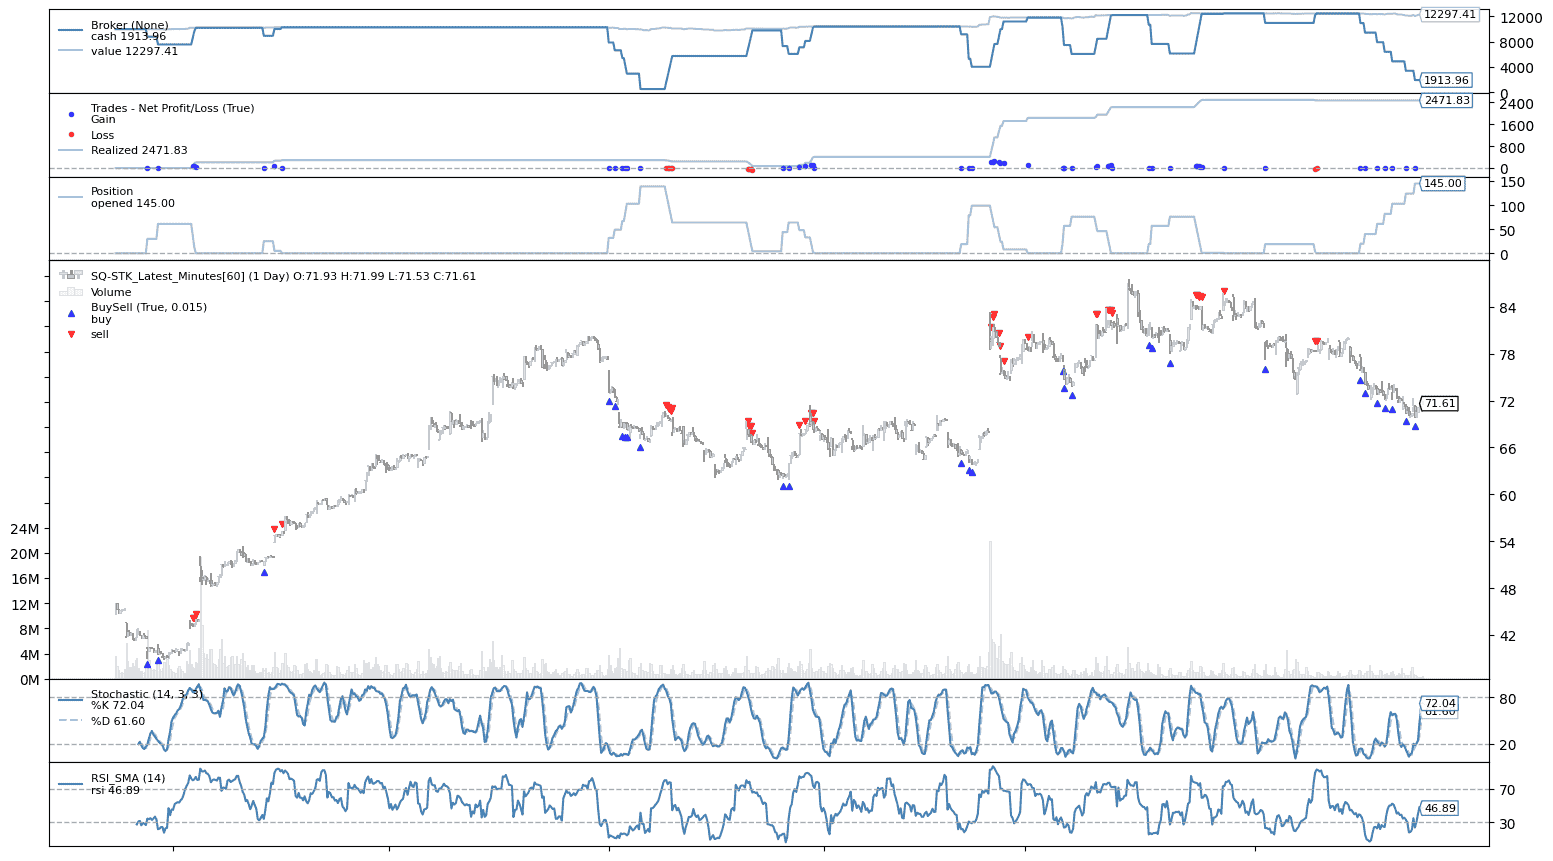 Broker (None)
cash 1913.96
value 12297.41
12297.41
12000
8000
4000
1913.96
0
Trades - Net Profit/Loss (True)
Gain
Loss
Realized 2471.83
2471.83
2400
1600
800
0
Position
opened 145.00
145.00
150
100
50
0
SQ-STK_Latest_Minutes[60] (1 Day) O:71.93 H:71.99 L:71.53 C:71.61
Volume
BuySell (True, 0.015)
buy
sell
84
78
72
71.61
66
60
54
48
42
24M
20M
16M
12M
8M
4M
0M
Stochastic (14, 3, 3)
%K 72.04
%D 61.60
80
72.04
61.60
20
RSI_SMA (14)
rsi 46.89
70
46.89
30